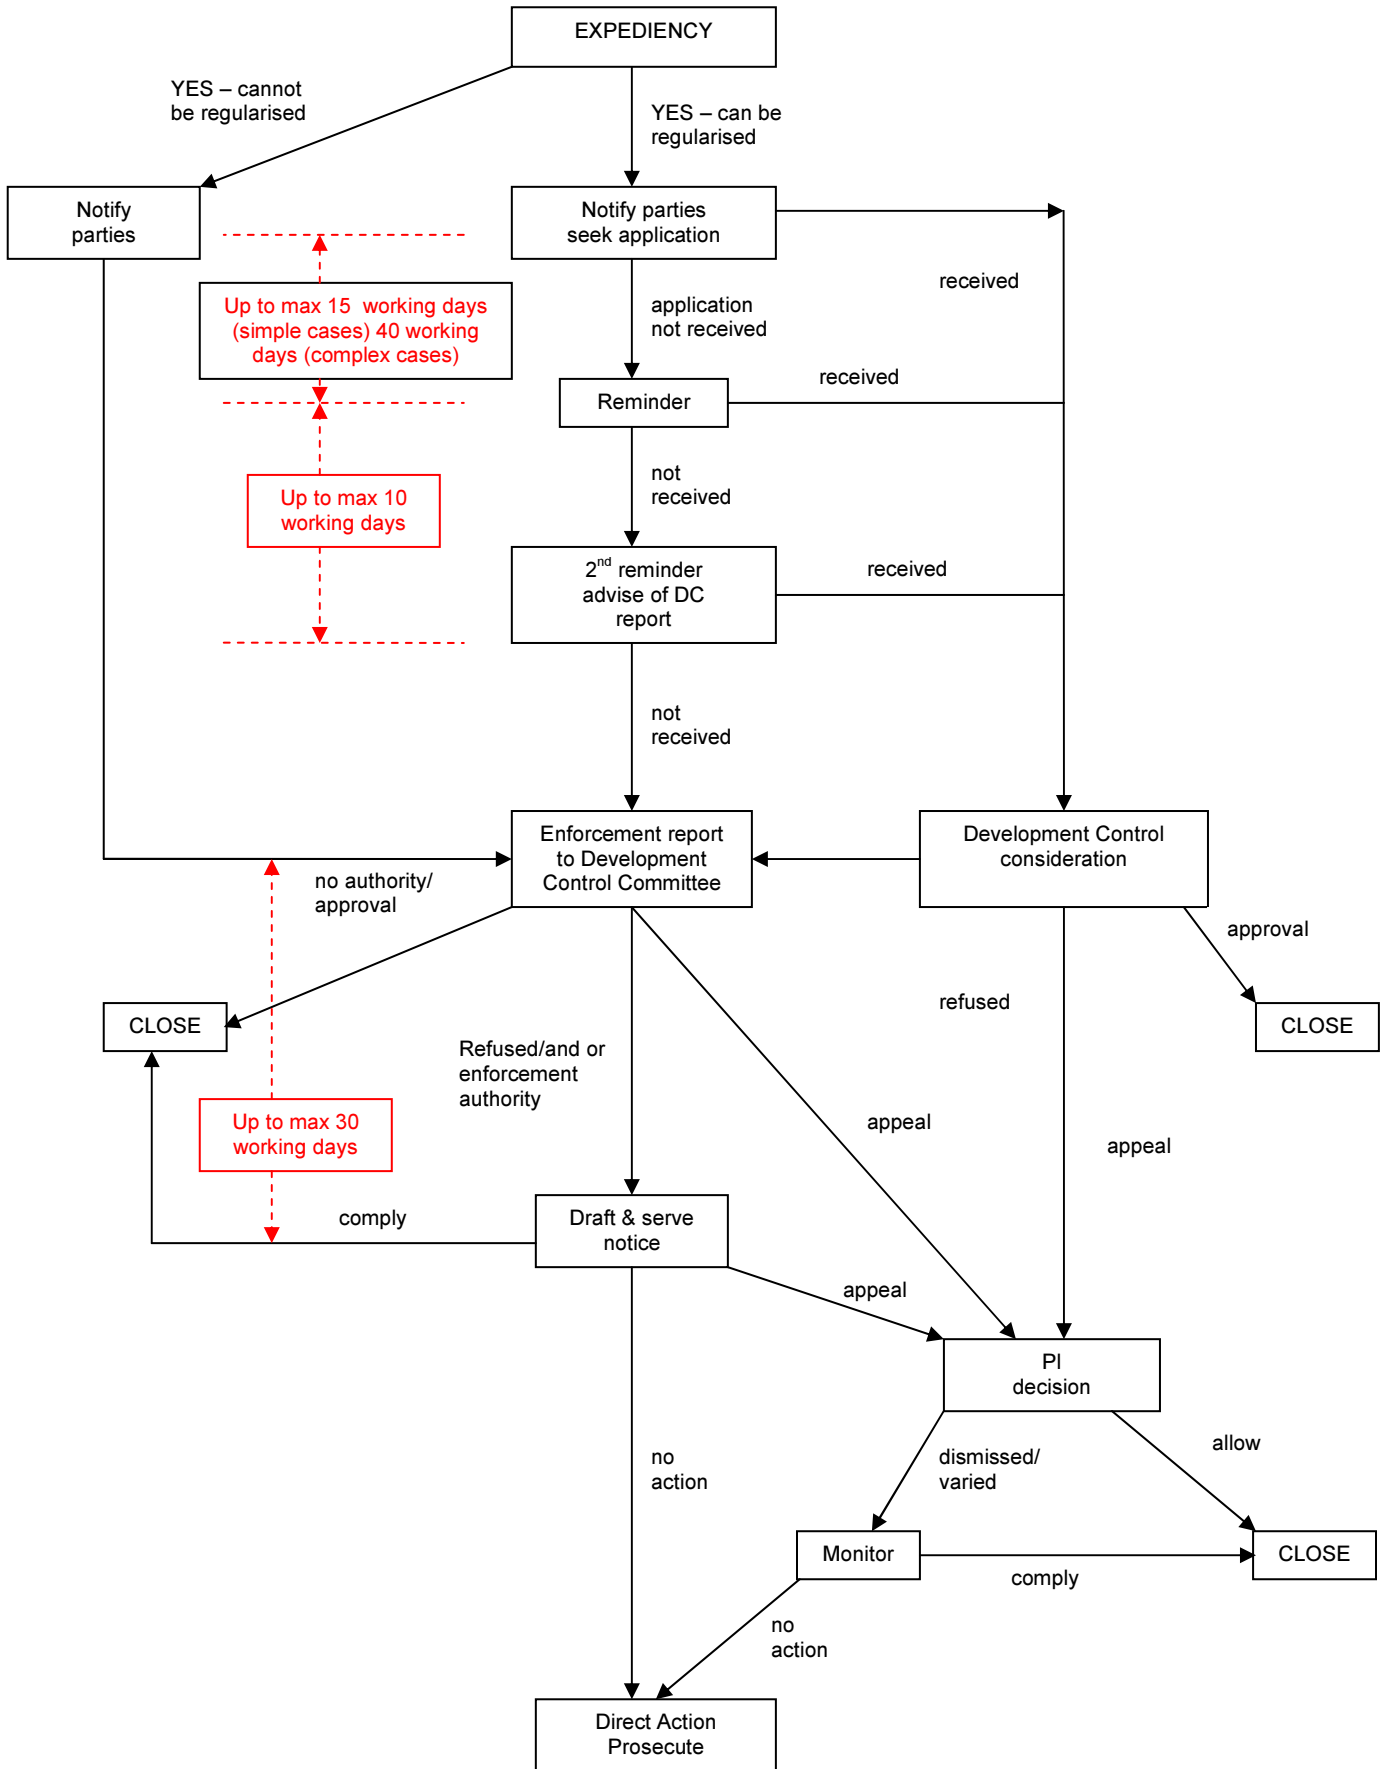 EXPEDIENCY
YES – cannot
be regularised
YES – can be
regularised
Notify
parties
Notify parties
seek application
received
Up to max 15  working days
(simple cases) 40 working
days (complex cases)
application
not received
received
Reminder
not
received
Up to max 10
working days
2nd reminder
advise of DC
report
received
not
received
Enforcement report
to Development
Control Committee
Development Control
consideration
no authority/
approval
approval
CLOSE
refused
CLOSE
Refused/and or
enforcement
authority
Up to max 30
working days
appeal
appeal
comply
Draft & serve
notice
appeal
PI
decision
no
action
dismissed/
varied
allow
Monitor
comply
CLOSE
no
action
Direct Action
Prosecute